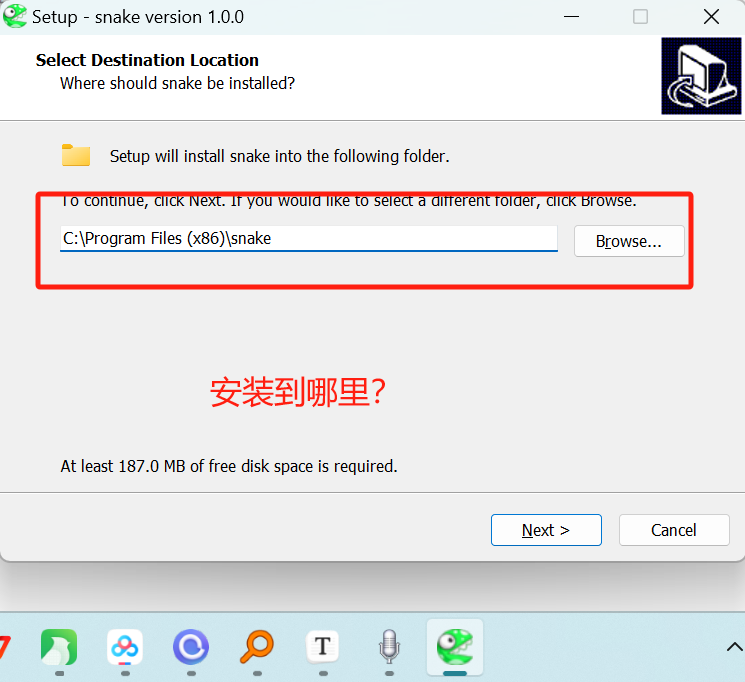 Setup - snake version 1.0.0
Select Destination Location
Where should snake be installed?
Setup will install snake into the following folder.
To continue, click Next. If you would like to select a different folder, click Browse.
C:\Program Files (x86)\snake
Browse...
安装到哪里?
At least 187.0 MB of free disk space is required.
Next >
Cancel
T